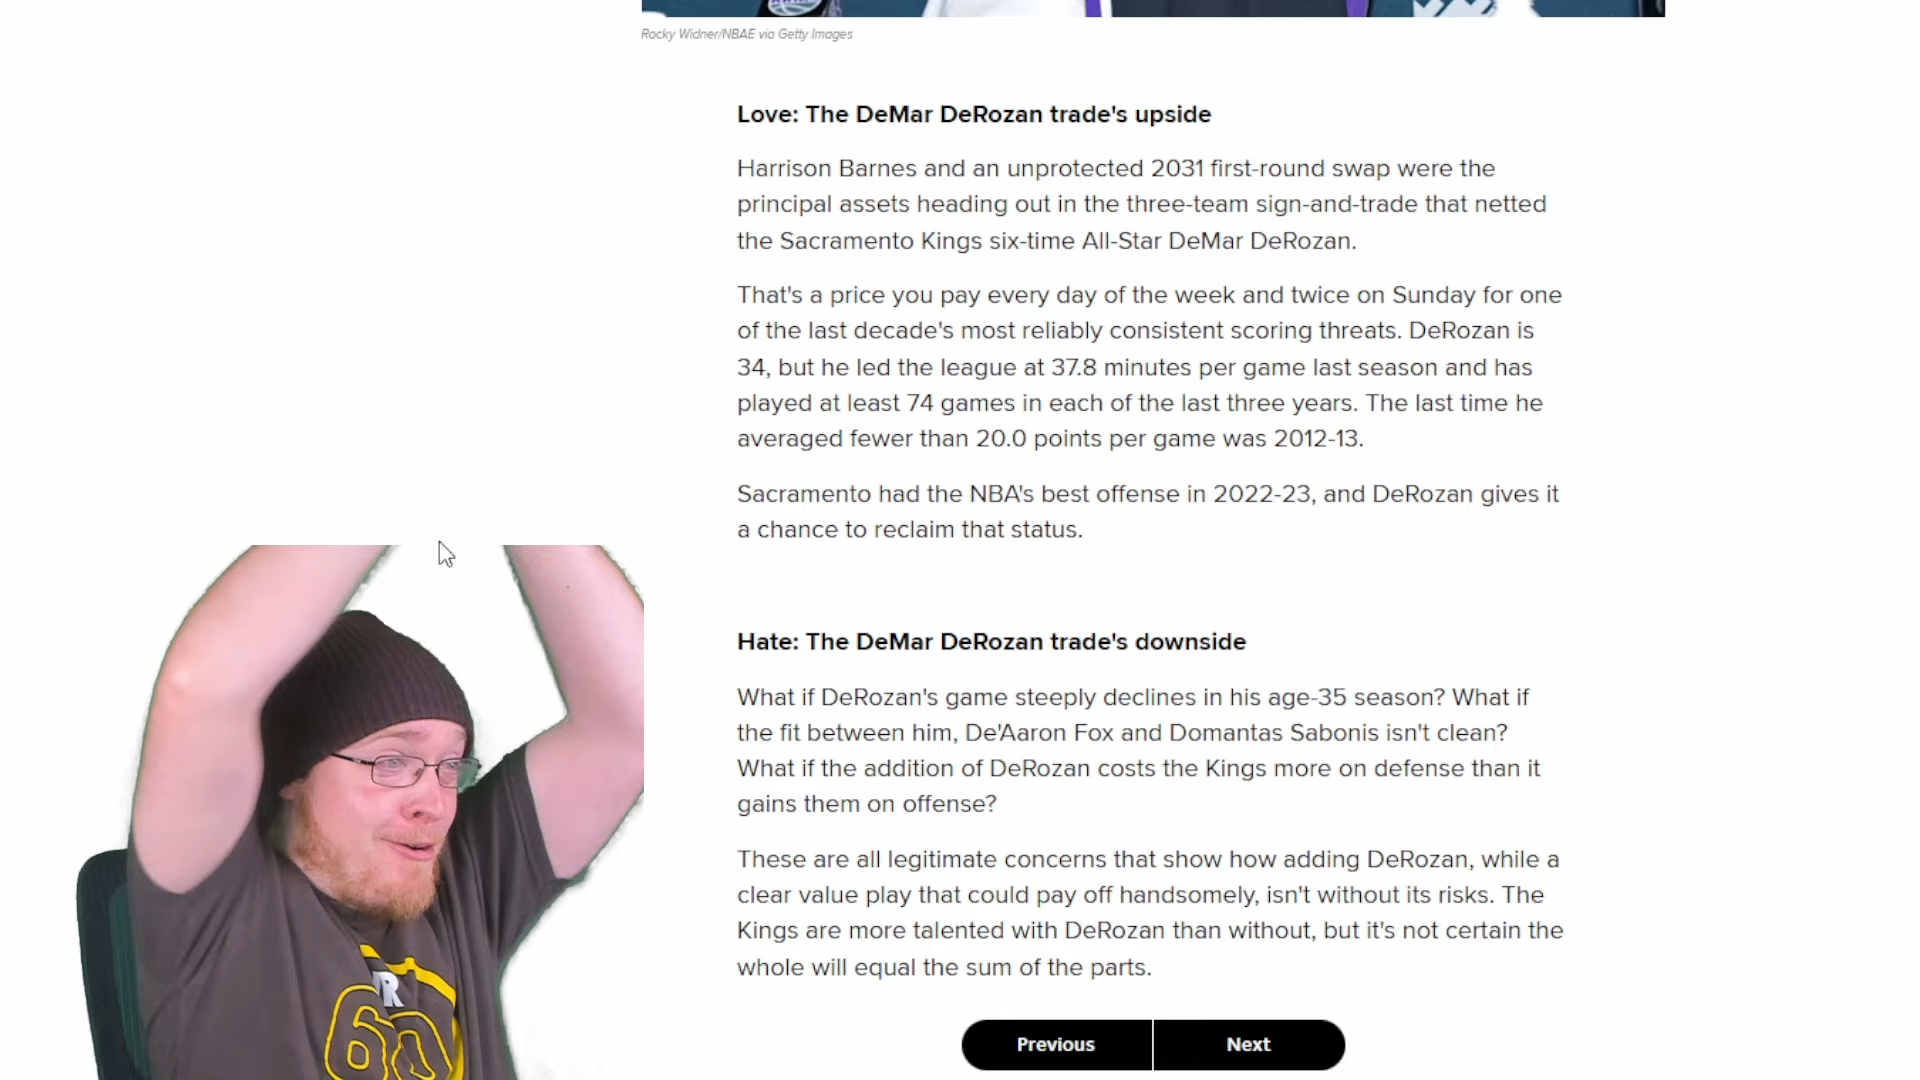 Rocky Widner/NBAE via Getty Images
Love: The DeMar DeRozan trade's upside
Harrison Barnes and an unprotected 2031 first-round swap were the
principal assets heading out in the three-team sign-and-trade that netted
the Sacramento Kings six-time All-Star DeMar DeRozan.
That's a price you pay every day of the week and twice on Sunday for one
of the last decade's most reliably consistent scoring threats. DeRozan is
34, but he led the league at 37.8 minutes per game last season and has
played at least 74 games in each of the last three years. The last time he
averaged fewer than 20.0 points per game was 2012-13.
Sacramento had the NBA's best offense in 2022-23, and DeRozan gives it
a chance to reclaim that status.
Hate: The DeMar DeRozan trade's downside
What if DeRozan's game steeply declines in his age-35 season? What if
the fit between him, De'Aaron Fox and Domantas Sabonis isn't clean?
What if the addition of DeRozan costs the Kings more on defense than it
gains them on offense?
These are all legitimate concerns that show how adding DeRozan, while a
clear value play that could pay off handsomely, isn't without its risks. The
Kings are more talented with DeRozan than without, but it's not certain the
whole will equal the sum of the parts.
Previous
Next